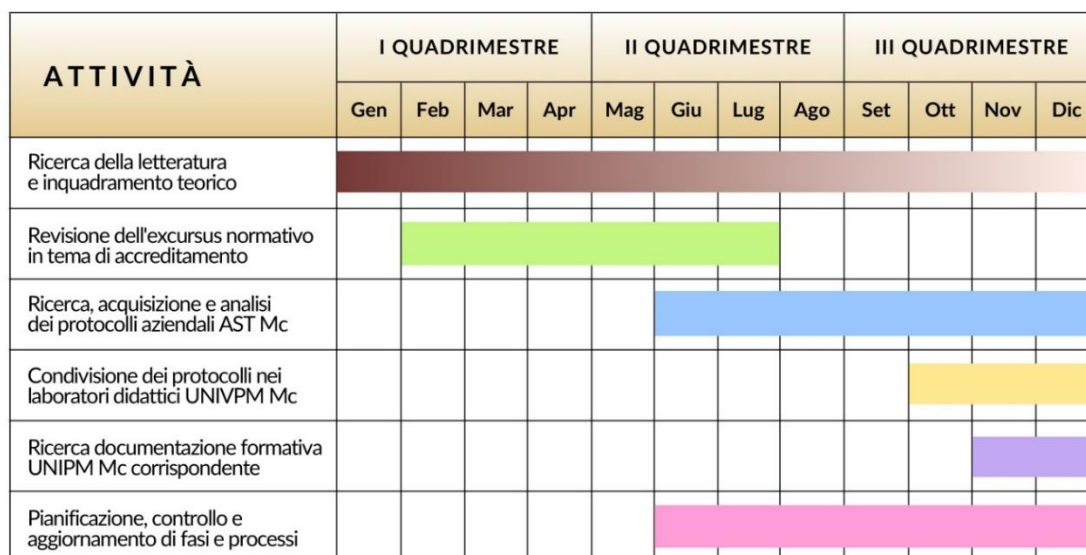 ATTIVITÀ
I QUADRIMESTRE
II QUADRIMESTRE
III QUADRIMESTRE
Gen Feb Mar Apr Mag Giu Lug Ago Set Ott Nov Dic
Ricerca della letteratura
e inquadramento teorico
Revisione dell'excursus normativo
in tema di accreditamento
Ricerca, acquisizione e analisi
dei protocolli aziendali AST Mc
Condivisione dei protocolli nei
laboratori didattici UNIVPM Mc
Ricerca documentazione formativa
UNIPM Mc corrispondente
Pianificazione, controllo e
aggiornamento di fasi e processi